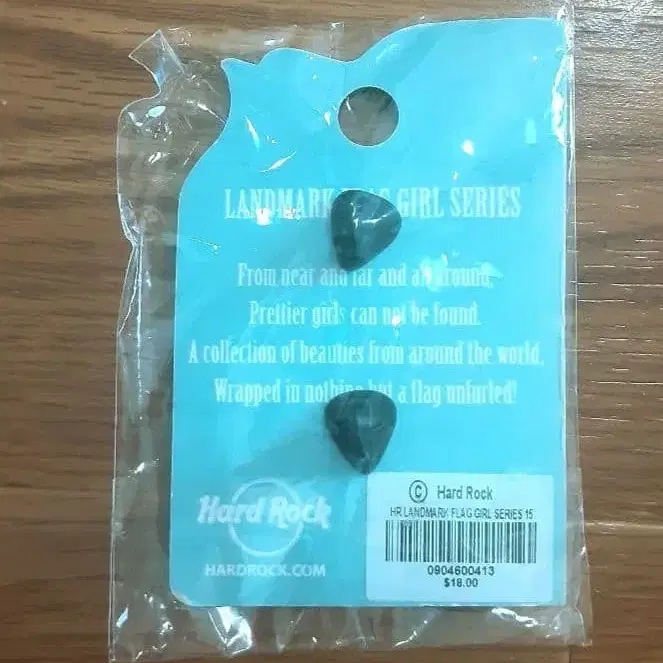 LANDMARK FLAG GIRL SERIES
From near and far and all around,
Prettier girls can not be found.
A collection of beauties from around the world,
Wrapped in nothing but a flag unfurled!
Hard Rock
HARDROCK.COM
© Hard Rock
HR LANDMARK FLAG GIRL SERIES 15
0904600413
$18.00